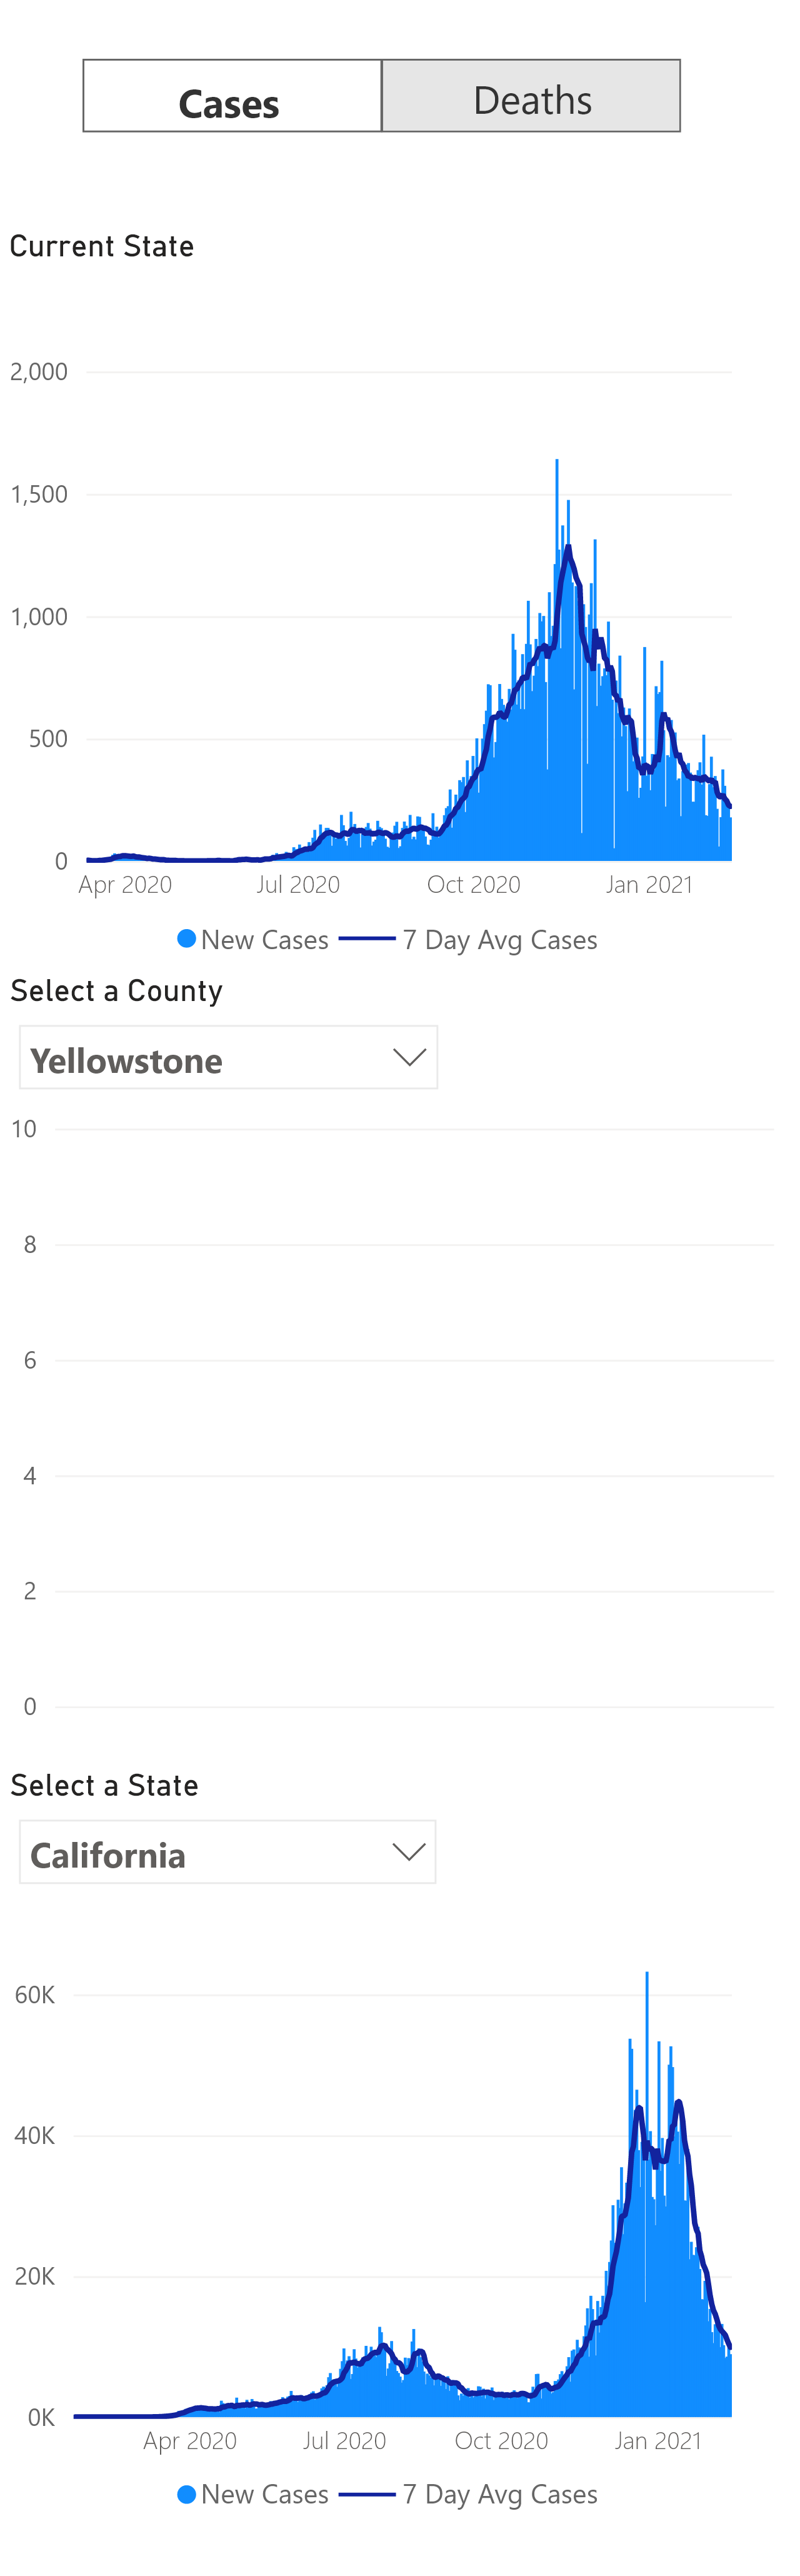 Cases Deaths
Current State
2,000
1,500
1,000
500
0
Apr 2020 Jul 2020 Oct 2020 Jan 2021
New Cases 7 Day Avg Cases
Select a County
Yellowstone
10
8
6
4
2
0
Select a State
California
60K
40K
20K
0K
Apr 2020 Jul 2020 Oct 2020 Jan 2021
New Cases 7 Day Avg Cases